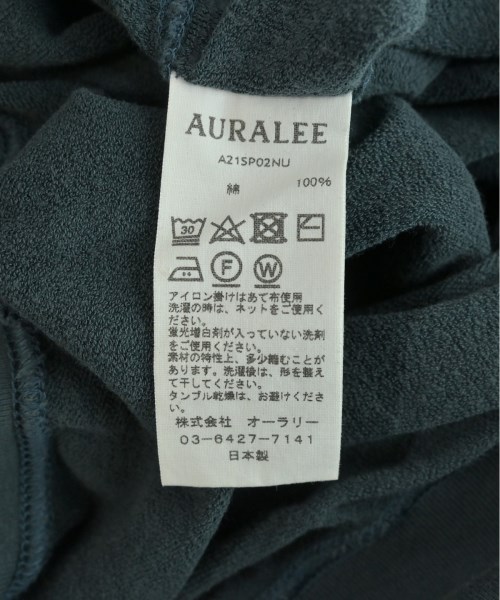 AURALEE
A21SP02NU
綿 100%
30
F W
アイロン掛けはあて布使用
洗濯の時は、ネットをご使用く
ださい。
蛍光増白剤が入っていない洗剤
をご使用ください。
素材の特性上、多少縮むことが
あります。洗濯後は、形を整え
て干してください。
タンブル乾燥は、お避けくださ
い。
株式会社 オーラリー
03-6427-7141
日本製